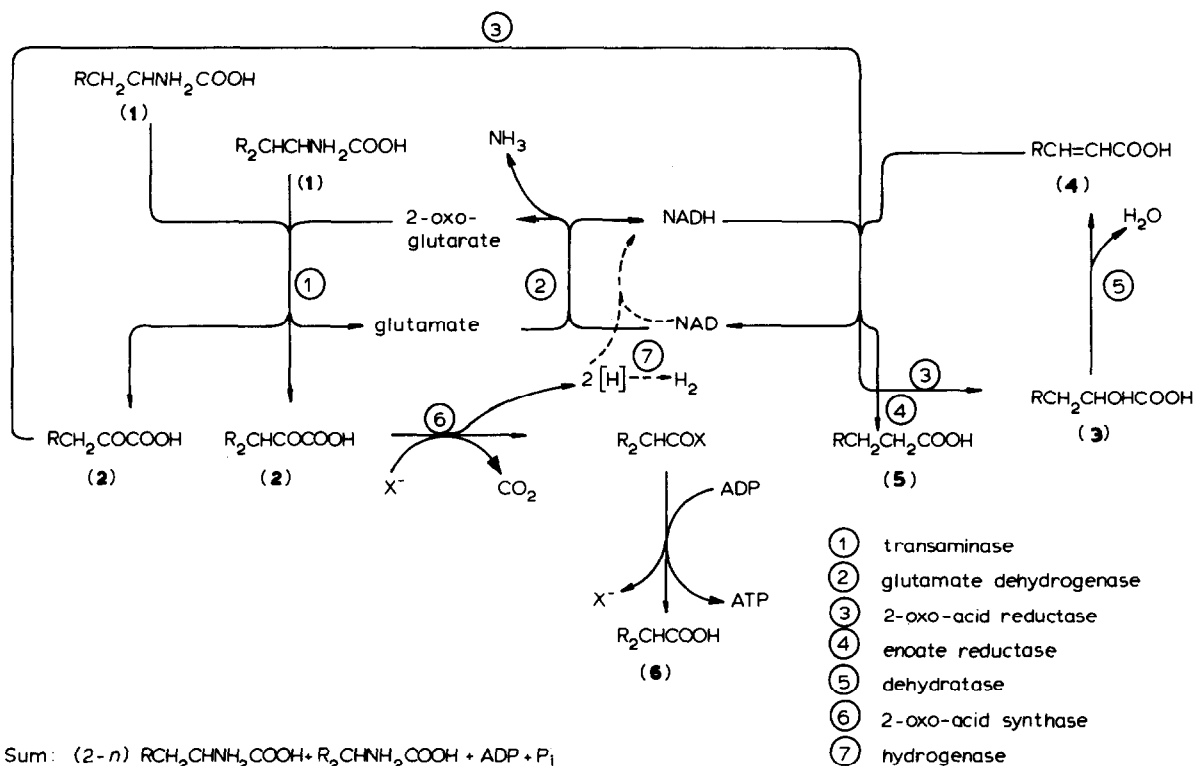 ③
RCH₂CHNH₂COOH
(1)
R₂CHCHNH₂COOH
(1)
NH₃
RCH=CHCOOH
(4)
2-oxo-
glutarate
NADH
H₂O
①
②
⑤
glutamate
NAD
⑦
2 [H]
H₂
③
④
⑥
RCH₂COCOOH
(2)
R₂CHCOCOOH
(2)
X⁻
CO₂
R₂CHCOX
RCH₂CH₂COOH
(5)
RCH₂CHOHCOOH
(3)
ADP
X⁻
ATP
R₂CHCOOH
(6)
① transaminase
② glutamate dehydrogenase
③ 2-oxo-acid reductase
④ enoate reductase
⑤ dehydratase
⑥ 2-oxo-acid synthase
⑦ hydrogenase
Sum: (2-n) RCH₂CHNH₂COOH + R₂CHCHNH₂COOH + ADP + Pᵢ